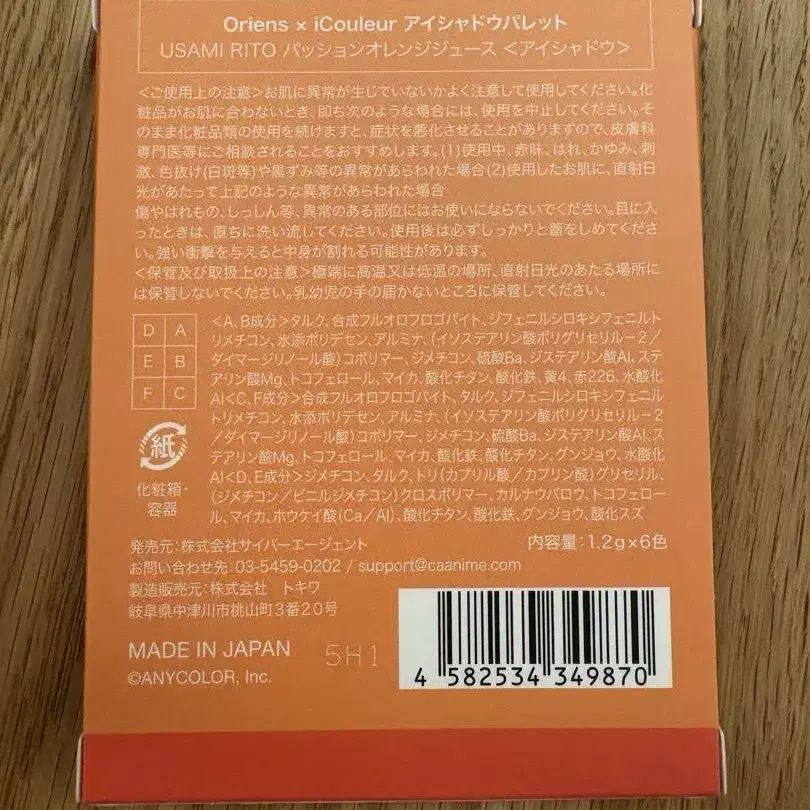 Oriens × iCouleur アイシャドウパレット
USAMI RITO パッションオレンジジュース <アイシャドウ>
<ご使用上の注意>お肌に異常が生じていないかよく注意して使用してください。化
粧品がお肌に合わないとき、即ち次のような場合には、使用を中止してください。そ
のまま化粧品類の使用を続けますと、症状を悪化させることがありますので、皮膚科
専門医等にご相談されることをおすすめします。(1)使用中、赤味、はれ、かゆみ、刺
激、色抜け(白斑等)や黒ずみ等の異常があらわれた場合(2)使用したお肌に、直射日
光があたって上記のような異常があらわれた場合
傷やはれもの、しっしん等、異常のある部位にはお使いにならないでください。目に入
ったときは、直ちに洗い流してください。使用後は必ずしっかりと蓋をしめてくださ
い。強い衝撃を与えると中身が割れる可能性があります。
<保管及び取扱上の注意>極端に高温又は低温の場所、直射日光のあたる場所に
は保管しないでください。乳幼児の手の届かないところに保管してください。
D A
E B
F C
<A、B成分>タルク、合成フルオロフロゴパイト、ジフェニルシロキシフェニルト
リメチコン、水添ポリデセン、アルミナ、(イソステアリン酸ポリグリセリル-2/
ダイマージリノール酸)コポリマー、ジメチコン、硫酸Ba、ジステアリン酸Al、ステ
アリン酸Mg、トコフェロール、マイカ、酸化チタン、酸化鉄、黄4、赤226、水酸化
Al<C、F成分>合成フルオロフロゴパイト、タルク、ジフェニルシロキシフェニル
トリメチコン、水添ポリデセン、アルミナ、(イソステアリン酸ポリグリセリル-2
/ダイマージリノール酸)コポリマー、ジメチコン、硫酸Ba、ジステアリン酸Al、ス
テアリン酸Mg、トコフェロール、マイカ、酸化鉄、酸化チタン、グンジョウ、水酸化
Al<D、E成分>ジメチコン、タルク、トリ(カプリル酸/カプリン酸)グリセリル、
(ジメチコン/ビニルジメチコン)クロスポリマー、カルナウバロウ、トコフェロー
ル、マイカ、ホウケイ酸(Ca/Al)、酸化チタン、酸化鉄、グンジョウ、酸化スズ
紙
化粧箱・
容器
発売元:株式会社サイバーエージェント
内容量:1.2g×6色
お問い合わせ先:03-5459-0202 / support@caanime.com
製造販売元:株式会社 トキワ
岐阜県中津川市桃山町3番20号
MADE IN JAPAN
5H1
©ANYCOLOR, Inc.
4 582534 349870